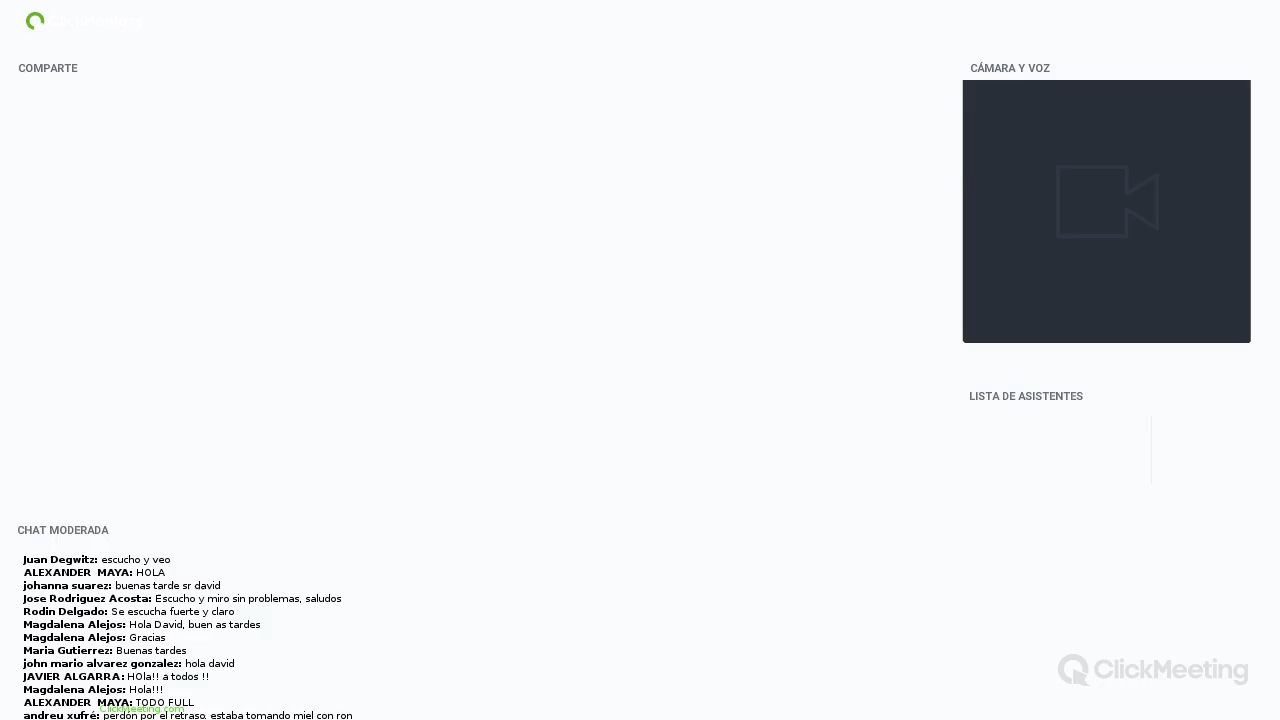 ClickMeeting
COMPARTE
CÁMARA Y VOZ
LISTA DE ASISTENTES
CHAT MODERADA
Juan Degwitz: escucho y veo
ALEXANDER MAYA: HOLA
johanna suarez: buenas tarde sr david
Jose Rodriguez Acosta: Escucho y miro sin problemas, saludos
Rodin Delgado: Se escucha fuerte y claro
Magdalena Alejos: Hola David, buen as tardes
Magdalena Alejos: Gracias
Maria Gutierrez: Buenas tardes
john mario alvarez gonzalez: hola david
JAVIER ALGARRA: HOla!! a todos !!
Magdalena Alejos: Hola!!!
ALEXANDER MAYA: TODO FULL
ClickMeeting.com
andreu xufré: perdón por el retraso, estaba tomando miel con ron
ClickMeeting